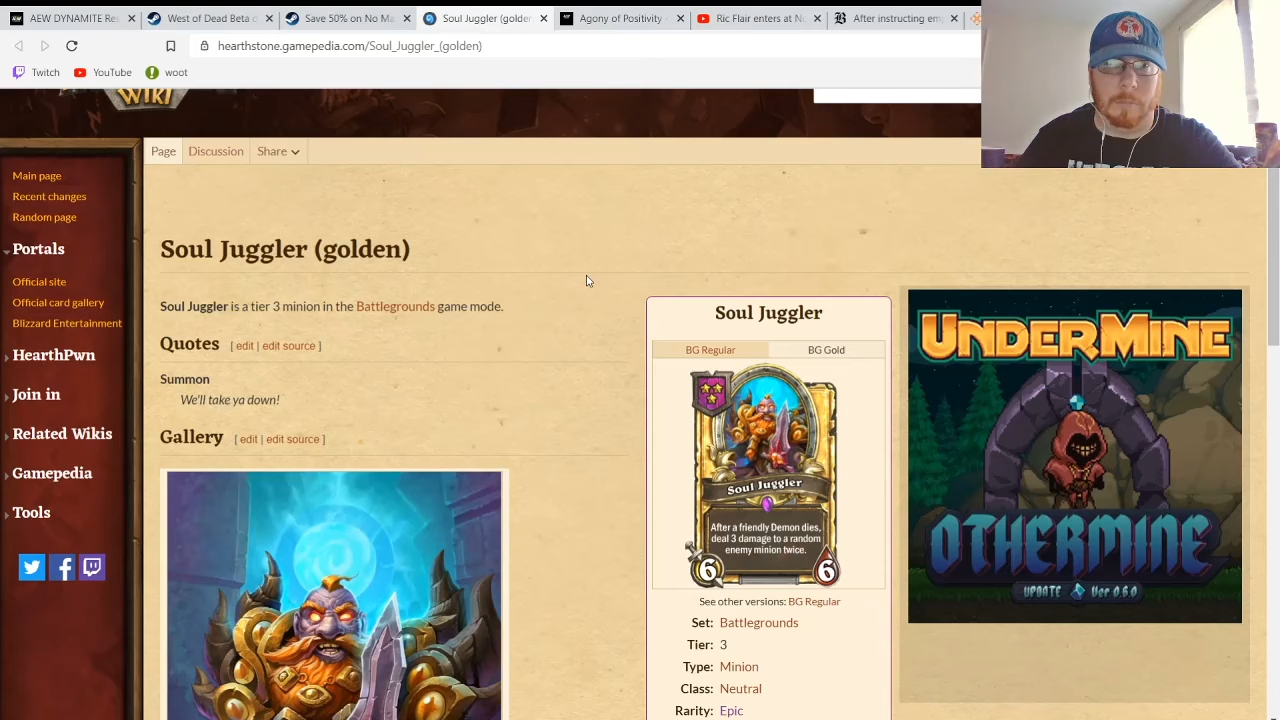 AEW DYNAMITE Res
West of Dead Beta o
Save 50% on No Ma
Soul Juggler (golden)
Agony of Positivity
Ric Flair enters at N
After instructing em
hearthstone.gamepedia.com/Soul_Juggler_(golden)
Twitch
YouTube
woot
WIKI
Page
Discussion
Share
Main page
Recent changes
Random page
Portals
Official site
Official card gallery
Blizzard Entertainment
HearthPwn
Join in
Related Wikis
Gamepedia
Tools
Soul Juggler (golden)
Soul Juggler is a tier 3 minion in the Battlegrounds game mode.
Quotes [ edit | edit source ]
Summon
We'll take ya down!
Gallery [ edit | edit source ]
Soul Juggler
BG Regular
BG Gold
Soul Juggler
After a friendly Demon dies,
deal 3 damage to a random
enemy minion twice.
6
6
See other versions: BG Regular
Set: Battlegrounds
Tier: 3
Type: Minion
Class: Neutral
Rarity: Epic
UNDERMINE
OTHERMINE
UPDATE Ver 0.6.0